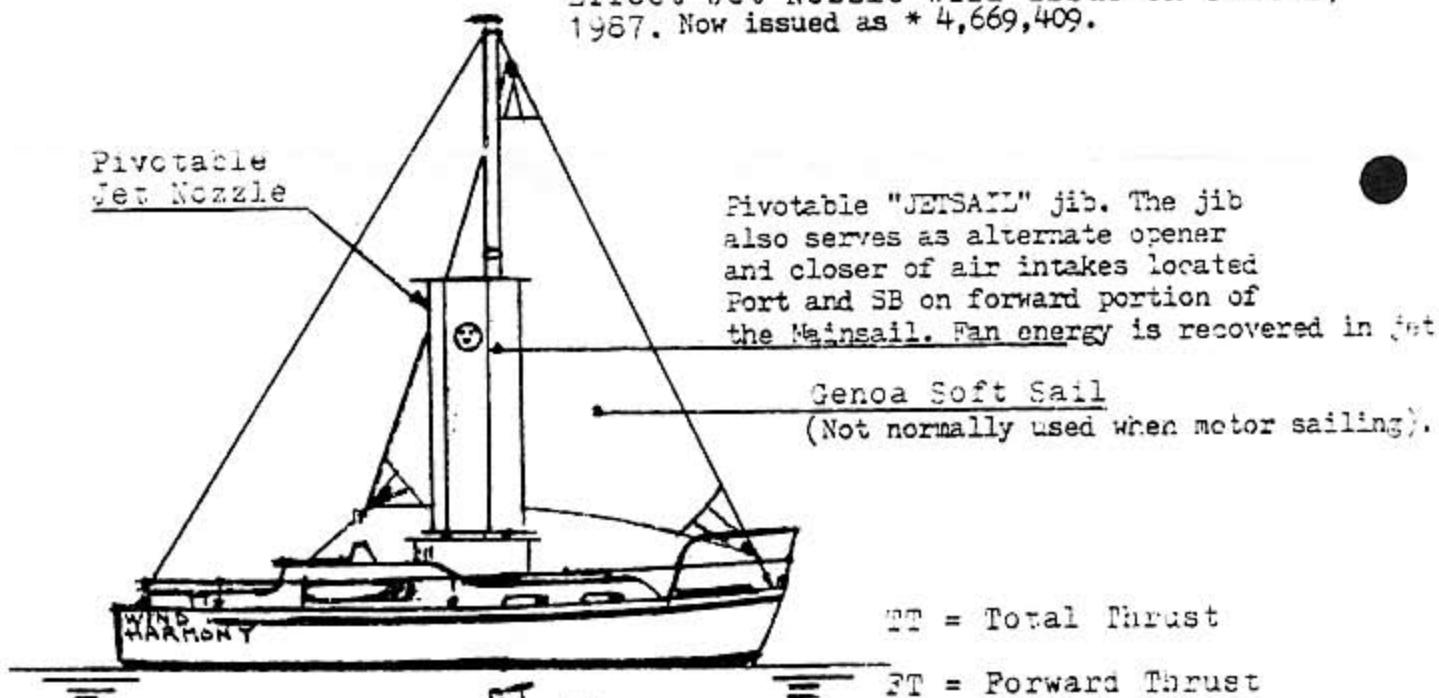 1987. Now issued as * 4,669,409.
Pivotable
Jet Nozzle
Pivotable "JETSAIL" jib. The jib
also serves as alternate opener
and closer of air intakes located
Port and SB on forward portion of
the Mainsail. Fan energy is recovered in jet
Genoa Soft Sail
(Not normally used when motor sailing).
WIND
HARMONY
TT = Total Thrust
FT = Forward Thrust